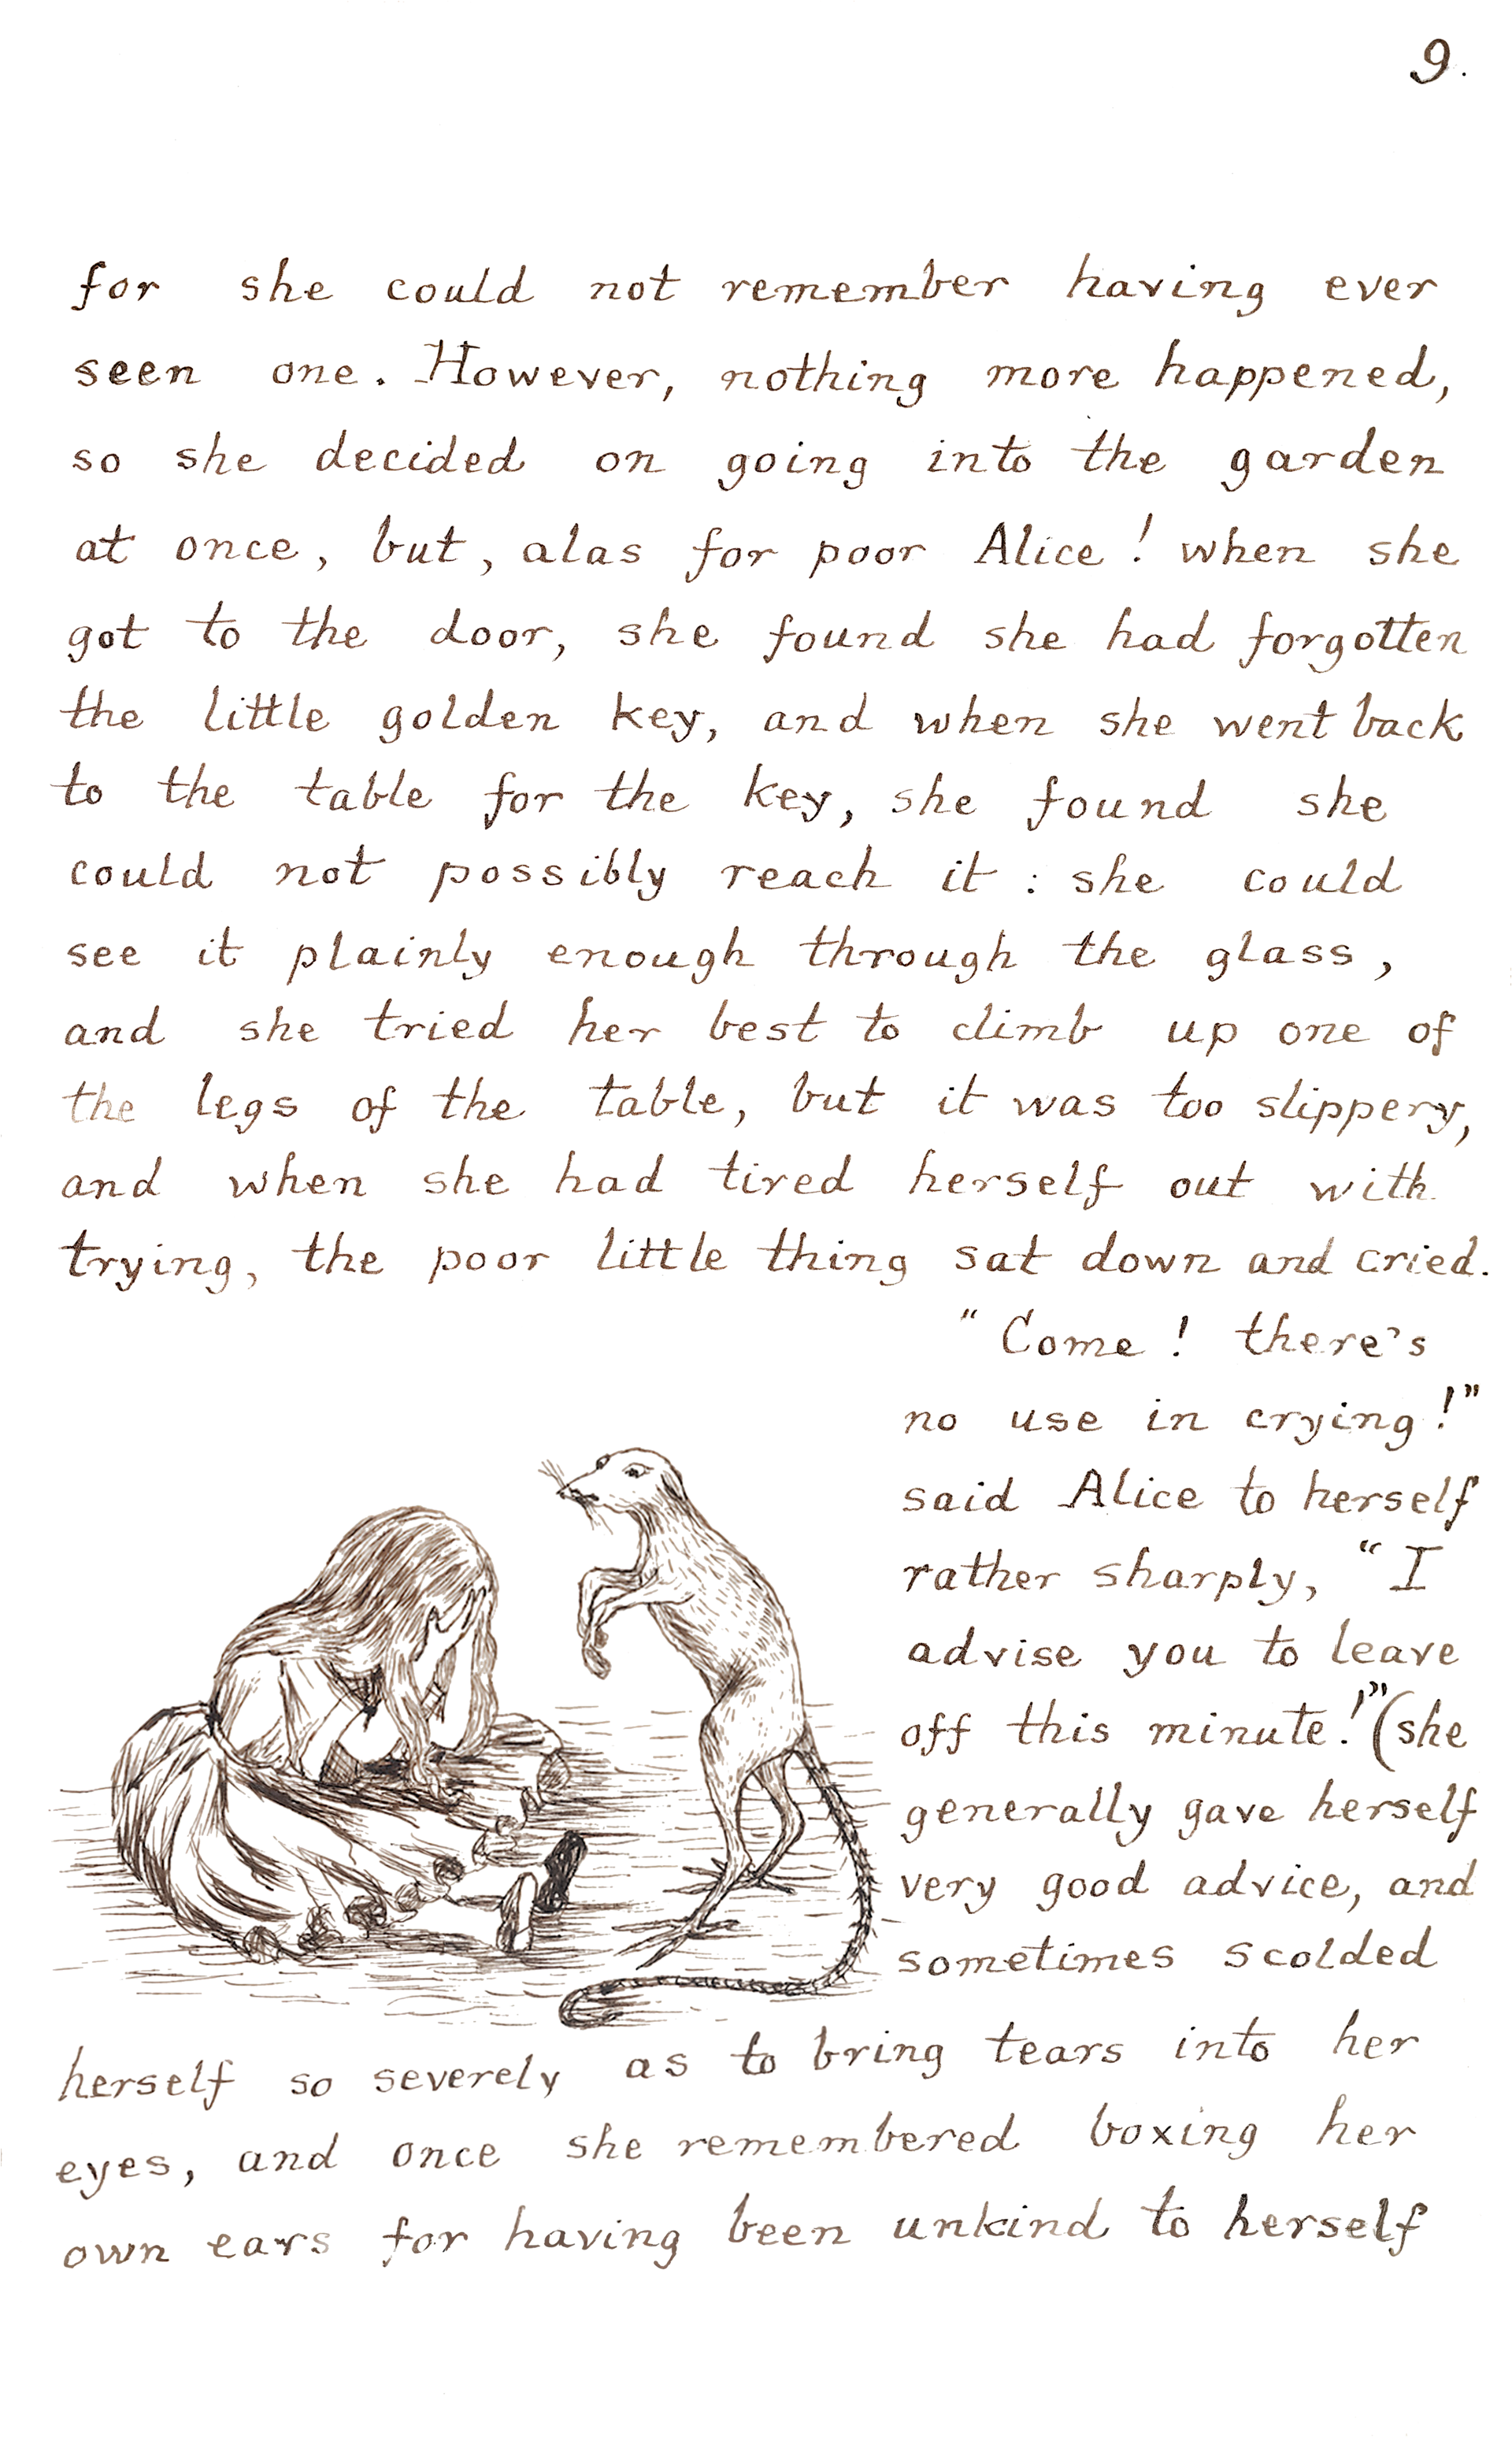 9.
for she could not remember having ever
seen one. However, nothing more happened,
so she decided on going into the garden
at once, but, alas for poor Alice! when she
got to the door, she found she had forgotten
the little golden key, and when she went back
to the table for the key, she found she
could not possibly reach it: she could
see it plainly enough through the glass,
and she tried her best to climb up one of
the legs of the table, but it was too slippery,
and when she had tired herself out with
trying, the poor little thing sat down and cried.
"Come! there's
no use in crying!"
said Alice to herself
rather sharply, "I
advise you to leave
off this minute!" (she
generally gave herself
very good advice, and
sometimes scolded
herself so severely as to bring tears into her
eyes, and once she remembered boxing her
own ears for having been unkind to herself